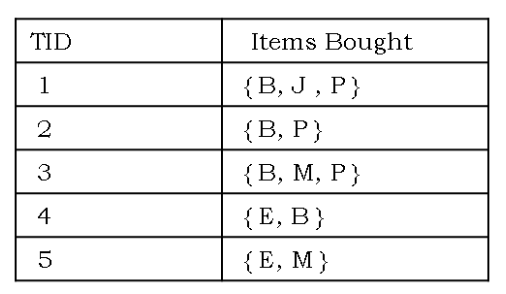 TID Items Bought
1 {B, J , P}
2 {B, P}
3 {B, M, P}
4 {E, B}
5 {E, M}